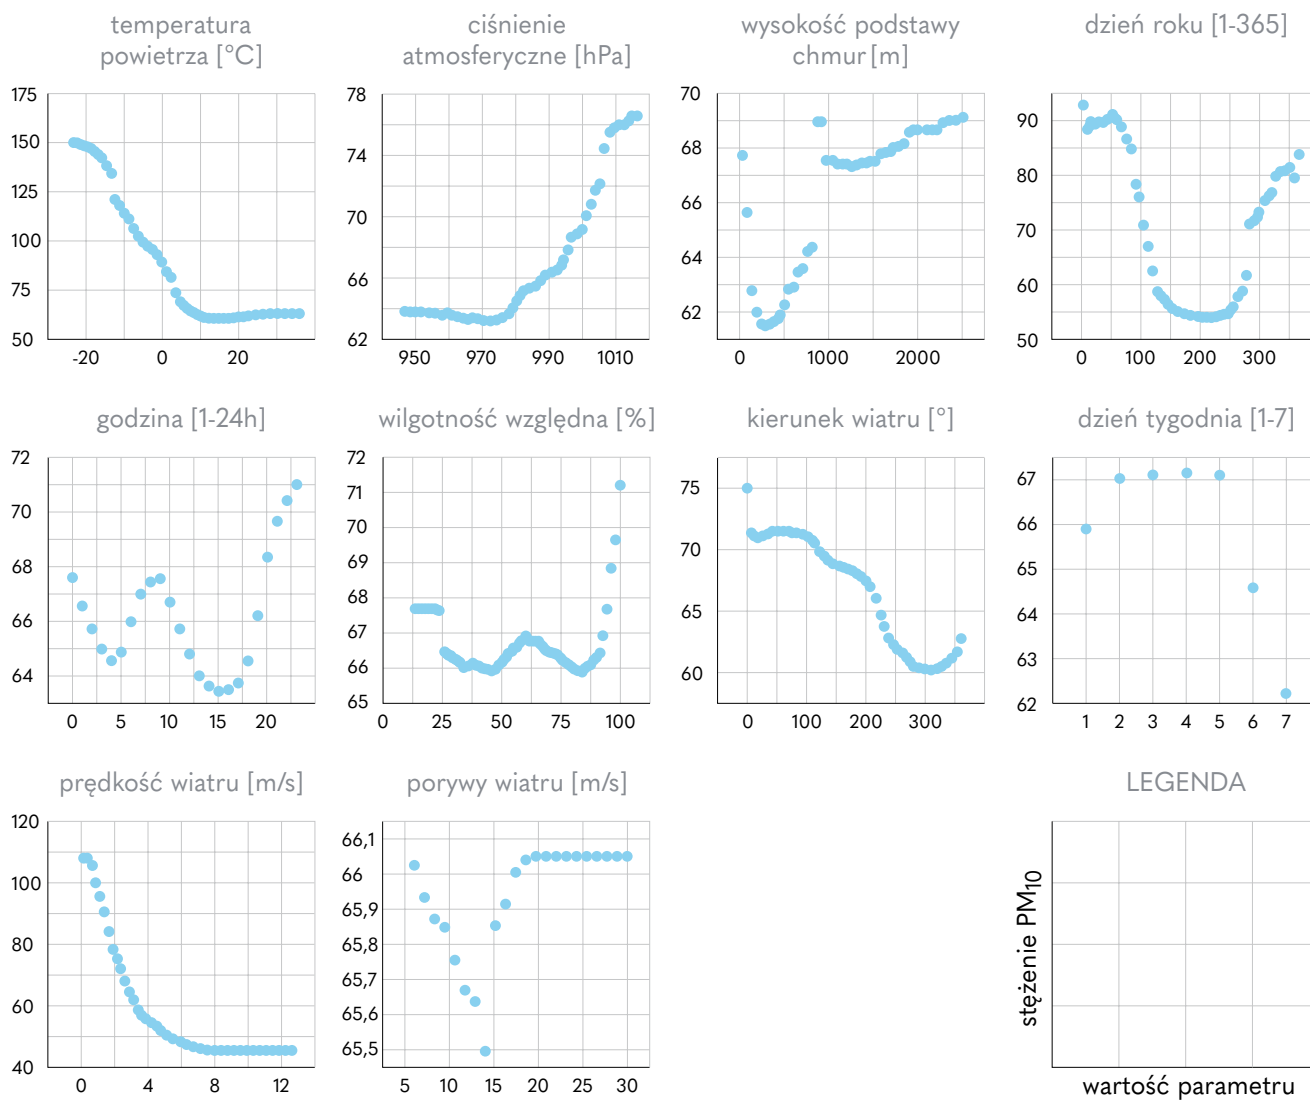 temperatura
powietrza [°C]
175
150
125
100
75
50
-20 0 20
ciśnienie
atmosferyczne [hPa]
78
74
70
66
62
950 970 990 1010
wysokość podstawy
chmur [m]
70
68
66
64
62
0 1000 2000
dzień roku [1-365]
90
80
70
60
50
0 100 200 300
godzina [1-24h]
72
70
68
66
64
0 5 10 15 20
wilgotność względna [%]
72
71
70
69
68
67
66
65
0 25 50 75 100
kierunek wiatru [°]
75
70
65
60
0 100 200 300
dzień tygodnia [1-7]
67
66
65
64
63
62
1 2 3 4 5 6 7
prędkość wiatru [m/s]
120
100
80
60
40
0 4 8 12
porywy wiatru [m/s]
66,1
66
65,9
65,8
65,7
65,6
65,5
5 10 15 20 25 30
LEGENDA
stężenie PM10
wartość parametru